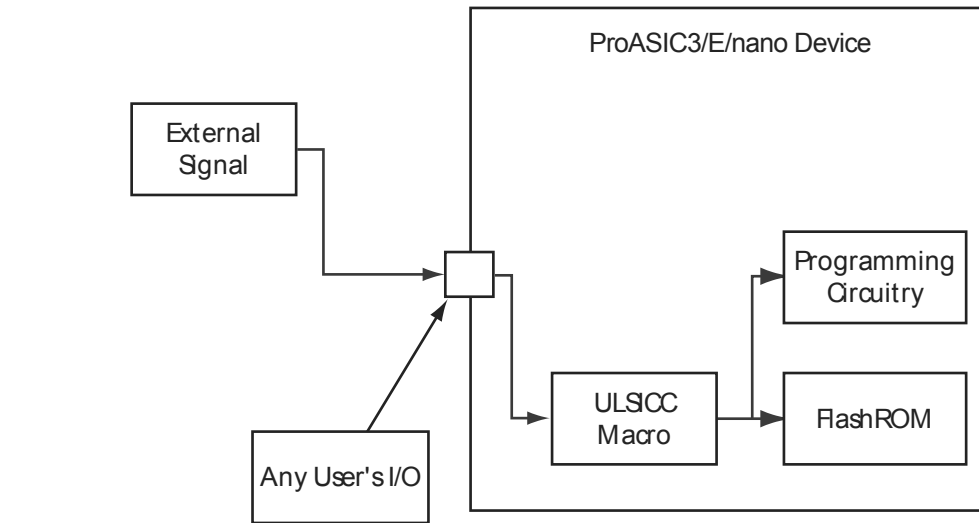 ProASIC3/E/nano Device
External
Signal
Programming
Circuitry
ULSICC
Macro
FlashROM
Any User's I/O